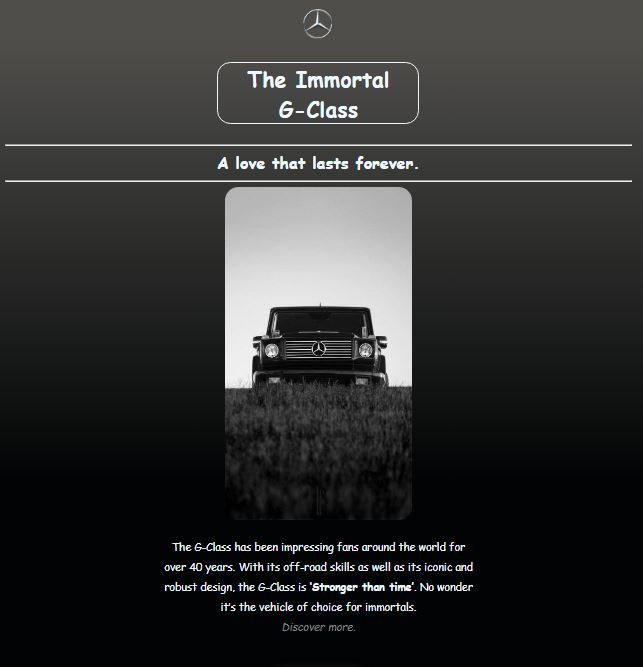 The Immortal
G-Class
A love that lasts forever.
The G-Class has been impressing fans around the world for
over 40 years. With its off-road skills as well as its iconic and
robust design, the G-Class is 'Stronger than time'. No wonder
it's the vehicle of choice for immortals.
Discover more.